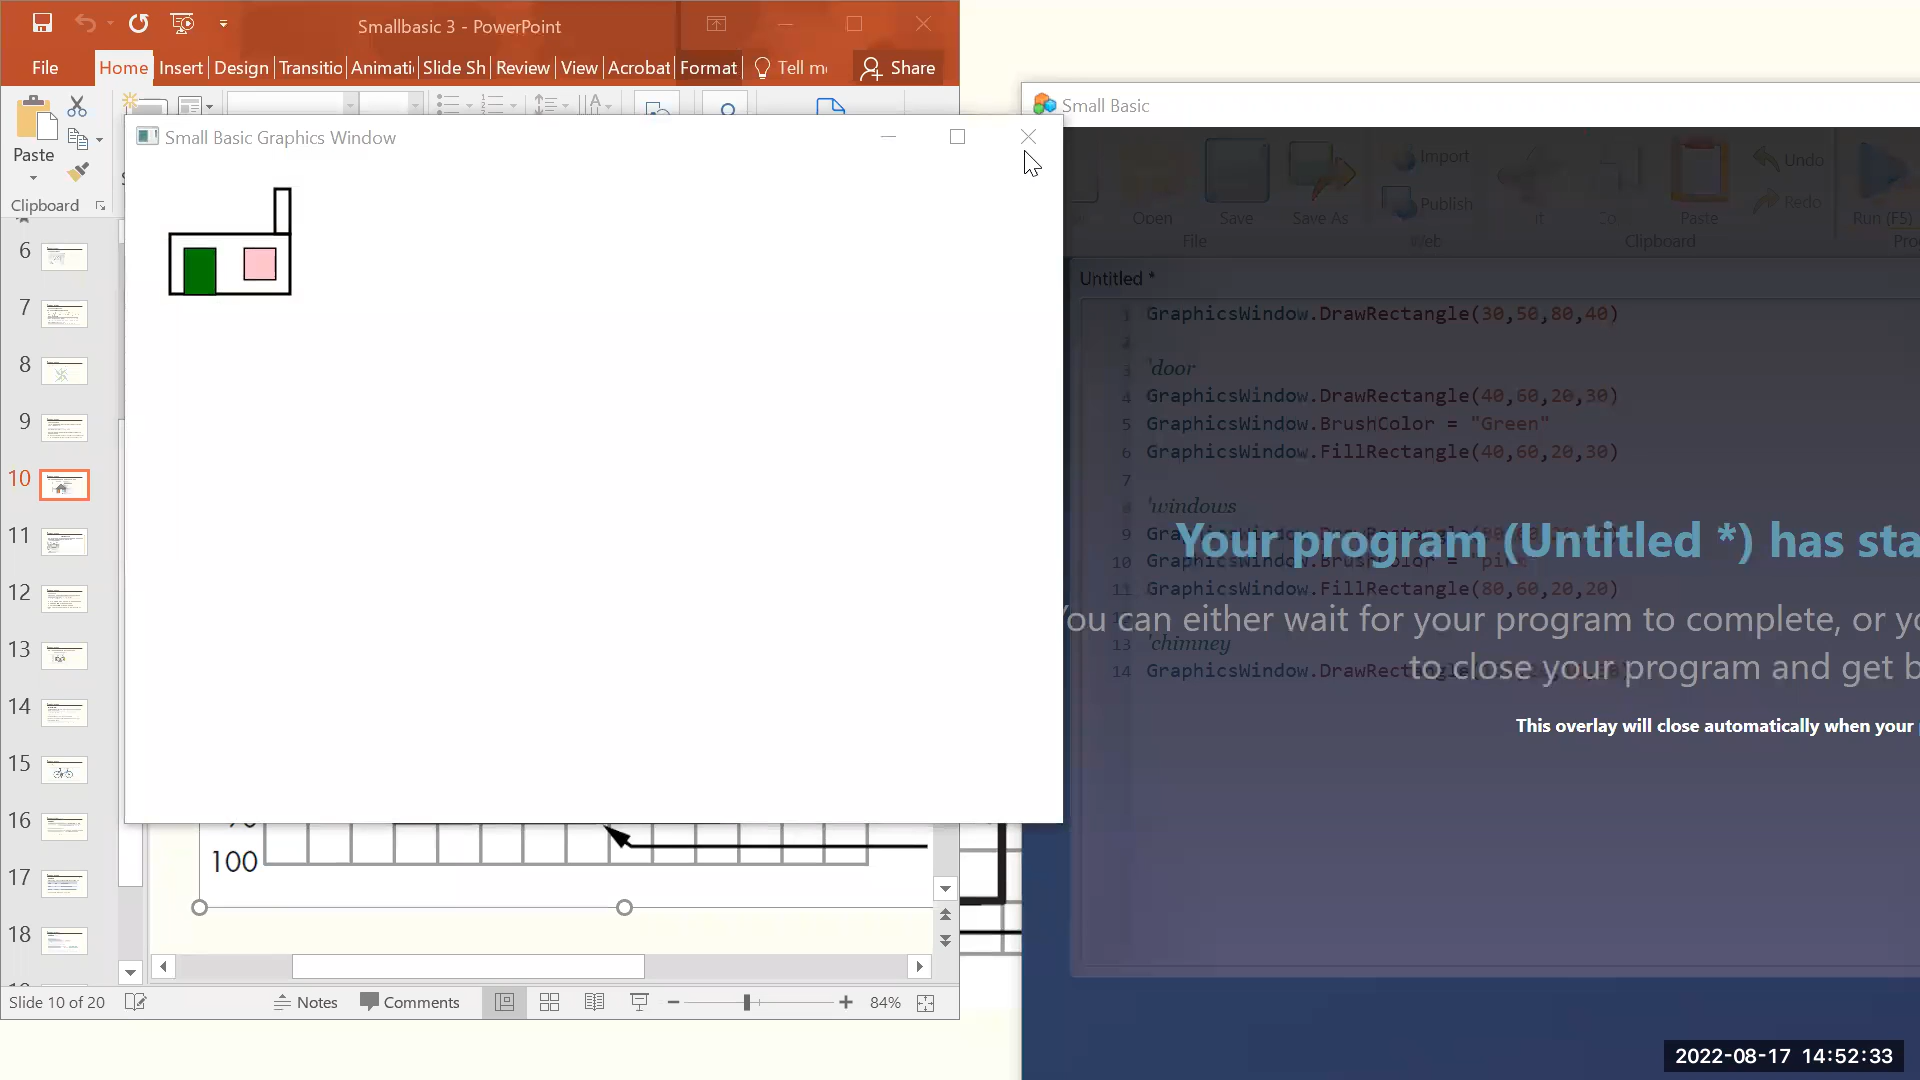 Smallbasic 3 - PowerPoint
File Home Insert Design Transitio Animati Slide Sh Review View Acrobat Format Tell m Share
Paste
Clipboard
Small Basic Graphics Window
6
7
8
9
10
11
12
13
14
15
16
17
18
100
Slide 10 of 20 Notes Comments 84%
Small Basic
Open Save Save As Import Publish Paste Undo Redo Run (F5)
File Web Clipboard
Untitled *
1 GraphicsWindow.DrawRectangle(30,50,80,40)
2
3 'door
4 GraphicsWindow.DrawRectangle(40,60,20,30)
5 GraphicsWindow.BrushColor = "Green"
6 GraphicsWindow.FillRectangle(40,60,20,30)
7
8 'windows
9
10
11 GraphicsWindow.FillRectangle(80,60,20,20)
13 'chimney
14
Your program (Untitled *) has sta
You can either wait for your program to complete, or yo
to close your program and get b
This overlay will close automatically when your
2022-08-17 14:52:33